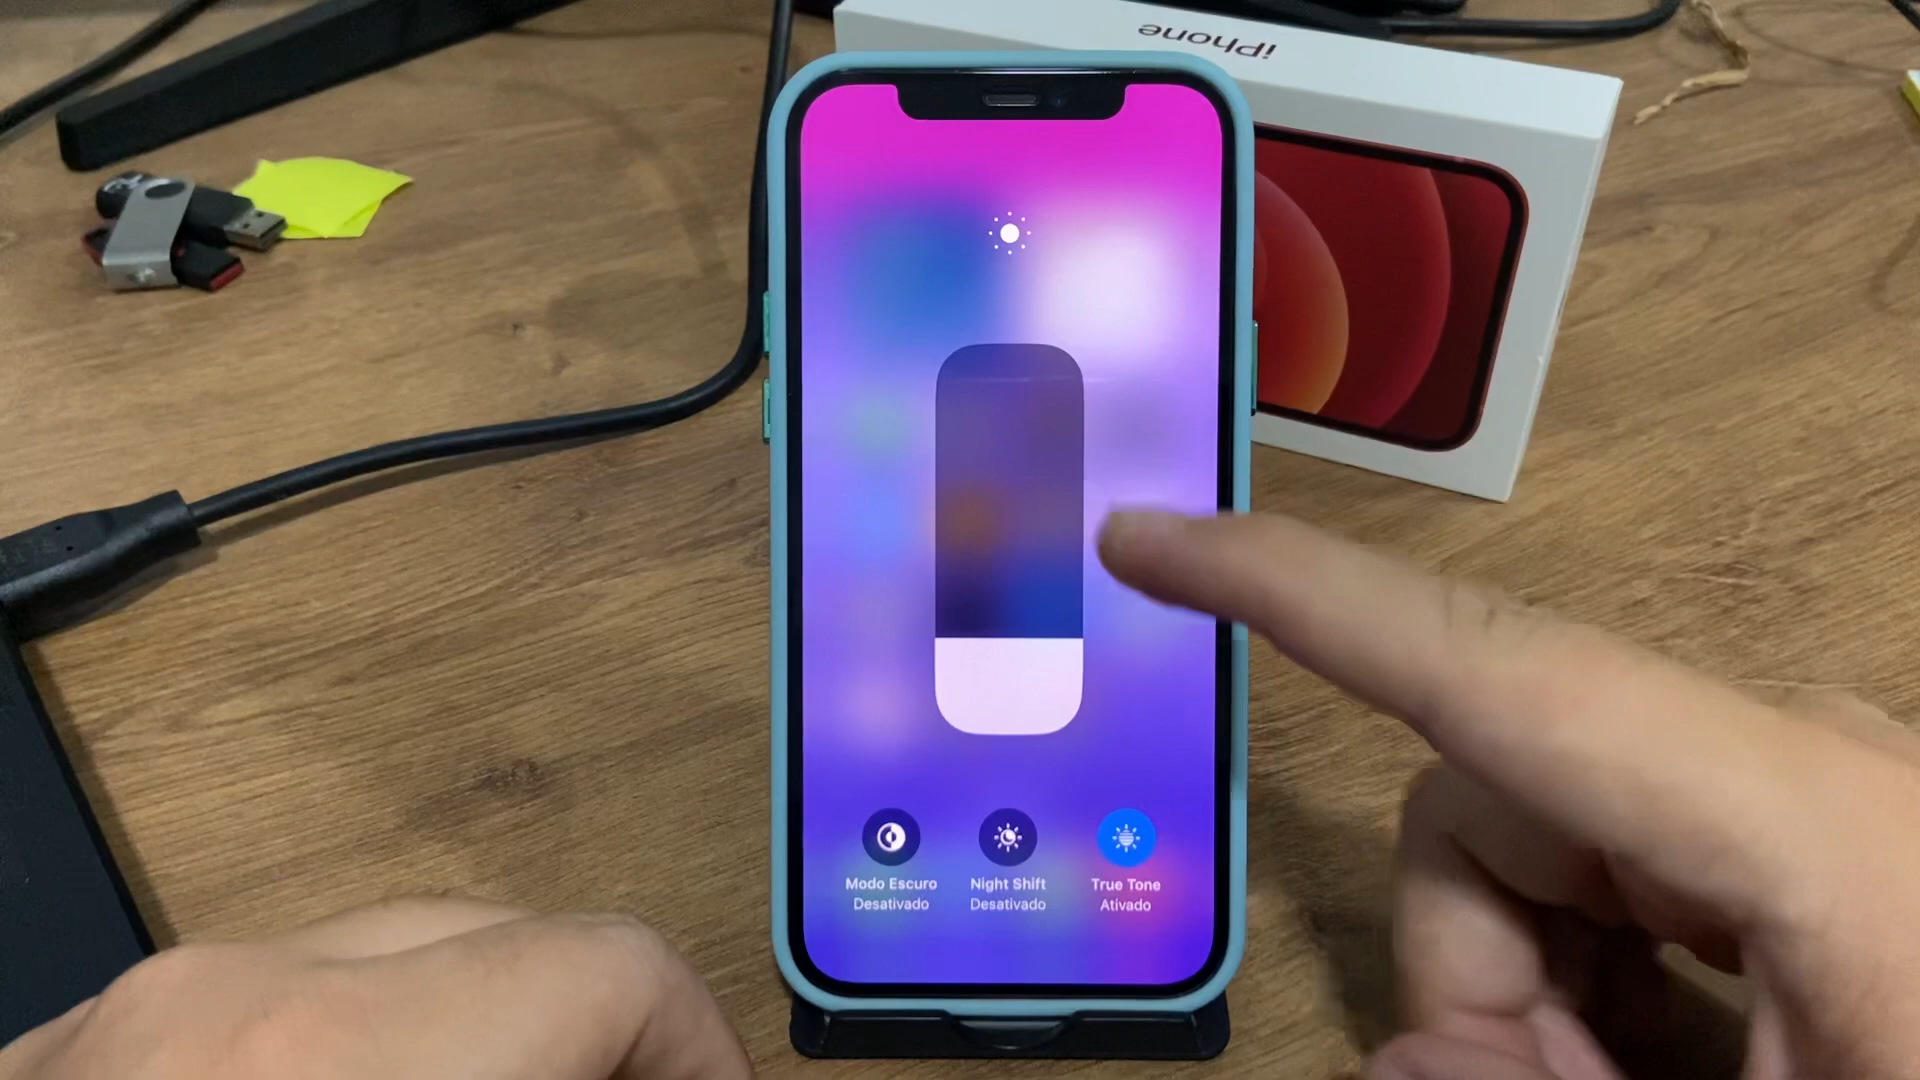 iPhone
Modo Escuro
Desativado
Night Shift
Desativado
True Tone
Ativado